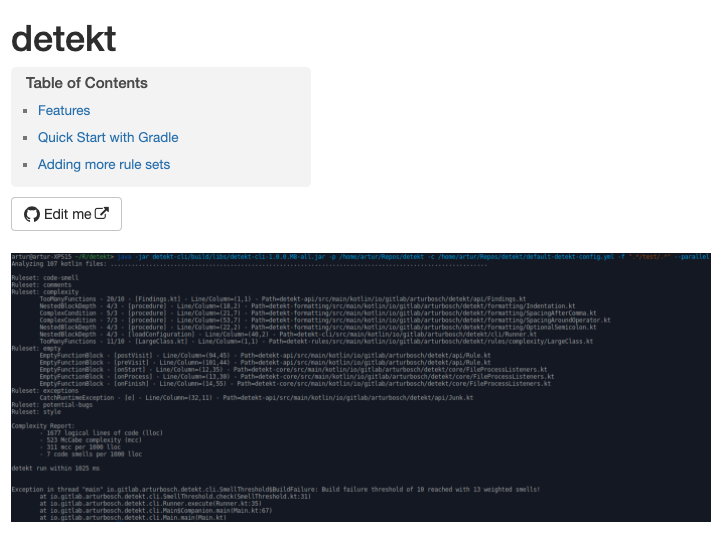 detekt
Table of Contents
Features
Quick Start with Gradle
Adding more rule sets
Edit me
artur@artur-XPS15 ~/R/detekt> java -jar detekt-cli/build/libs/detekt-cli-1.0.0.M8-all.jar -p /home/artur/Repos/detekt -c /home/artur/Repos/detekt/default-detekt-config.yml -f ".*/test/.*" --parallel
Analyzing 107 kotlin files: ....................................................................................................
Ruleset: code-smell
Ruleset: comments
Ruleset: complexity
TooManyFunctions - 20/10 - [Findings.kt] - Line/Column=(1,1) - Path=detekt-api/src/main/kotlin/io/gitlab/arturbosch/detekt/api/Findings.kt
NestedBlockDepth - 4/3 - [procedure] - Line/Column=(18,2) - Path=detekt-formatting/src/main/kotlin/io/gitlab/arturbosch/detekt/formatting/Indentation.kt
ComplexCondition - 5/3 - [procedure] - Line/Column=(21,7) - Path=detekt-formatting/src/main/kotlin/io/gitlab/arturbosch/detekt/formatting/SpacingAfterComma.kt
ComplexCondition - 7/3 - [procedure] - Line/Column=(53,7) - Path=detekt-formatting/src/main/kotlin/io/gitlab/arturbosch/detekt/formatting/SpacingAroundOperator.kt
NestedBlockDepth - 4/3 - [procedure] - Line/Column=(22,2) - Path=detekt-formatting/src/main/kotlin/io/gitlab/arturbosch/detekt/formatting/OptionalSemicolon.kt
NestedBlockDepth - 4/3 - [loadConfiguration] - Line/Column=(40,2) - Path=detekt-cli/src/main/kotlin/io/gitlab/arturbosch/detekt/cli/Runner.kt
TooManyFunctions - 11/10 - [LargeClass.kt] - Line/Column=(1,1) - Path=detekt-rules/src/main/kotlin/io/gitlab/arturbosch/detekt/rules/complexity/LargeClass.kt
Ruleset: empty
EmptyFunctionBlock - [postVisit] - Line/Column=(94,45) - Path=detekt-api/src/main/kotlin/io/gitlab/arturbosch/detekt/api/Rule.kt
EmptyFunctionBlock - [preVisit] - Line/Column=(101,44) - Path=detekt-api/src/main/kotlin/io/gitlab/arturbosch/detekt/api/Rule.kt
EmptyFunctionBlock - [onStart] - Line/Column=(12,35) - Path=detekt-core/src/main/kotlin/io/gitlab/arturbosch/detekt/core/FileProcessListeners.kt
EmptyFunctionBlock - [onProcess] - Line/Column=(13,39) - Path=detekt-core/src/main/kotlin/io/gitlab/arturbosch/detekt/core/FileProcessListeners.kt
EmptyFunctionBlock - [onFinish] - Line/Column=(14,55) - Path=detekt-core/src/main/kotlin/io/gitlab/arturbosch/detekt/core/FileProcessListeners.kt
Ruleset: exceptions
CatchRuntimeException - [e] - Line/Column=(32,11) - Path=detekt-api/src/main/kotlin/io/gitlab/arturbosch/detekt/api/Junk.kt
Ruleset: potential-bugs
Ruleset: style
Complexity Report:
- 1677 logical lines of code (lloc)
- 523 McCabe complexity (mcc)
- 311 mcc per 1000 lloc
- 7 code smells per 1000 lloc
detekt run within 1025 ms
Exception in thread "main" io.gitlab.arturbosch.detekt.cli.SmellThreshold$BuildFailure: Build failure threshold of 10 reached with 13 weighted smells!
at io.gitlab.arturbosch.detekt.cli.SmellThreshold.check(SmellThreshold.kt:31)
at io.gitlab.arturbosch.detekt.cli.Runner.execute(Runner.kt:35)
at io.gitlab.arturbosch.detekt.cli.Main$Companion.main(Main.kt:67)
at io.gitlab.arturbosch.detekt.cli.Main.main(Main.kt)